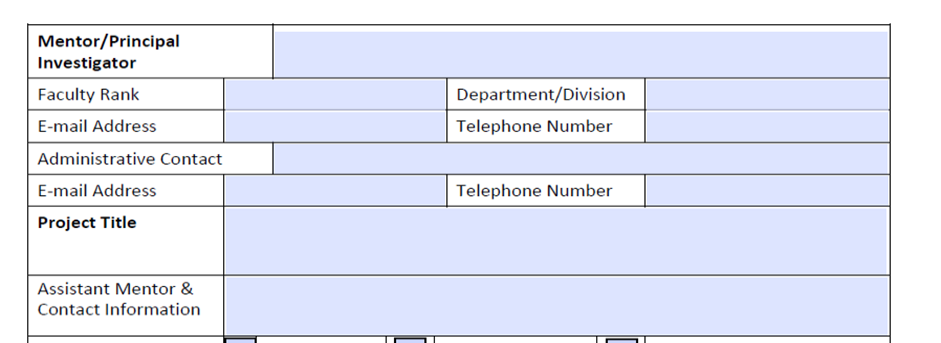 Mentor/Principal
Investigator
Faculty Rank
Department/Division
E-mail Address
Telephone Number
Administrative Contact
E-mail Address
Telephone Number
Project Title
Assistant Mentor &
Contact Information